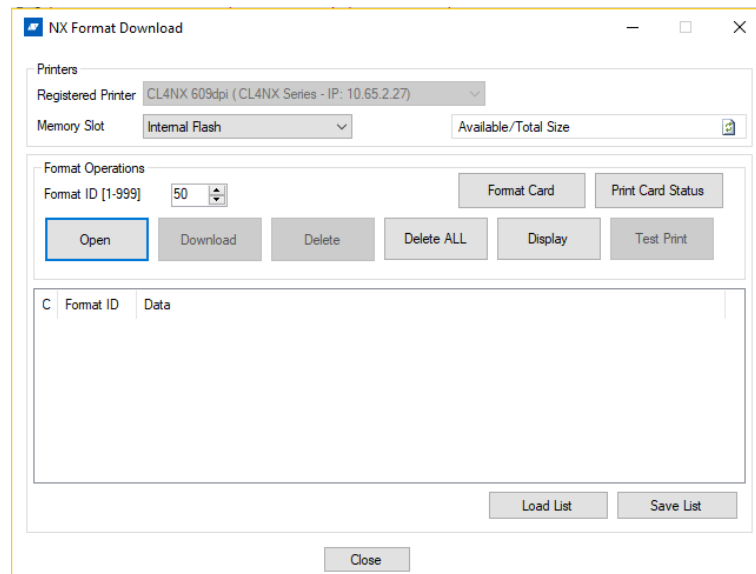 NX Format Download
Printers
Registered Printer CL4NX 609dpi ( CL4NX Series - IP: 10.65.2.27)
Memory Slot Internal Flash Available/Total Size
Format Operations
Format ID [1-999] 50 Format Card Print Card Status
Open Download Delete Delete ALL Display Test Print
C Format ID Data
Load List Save List
Close